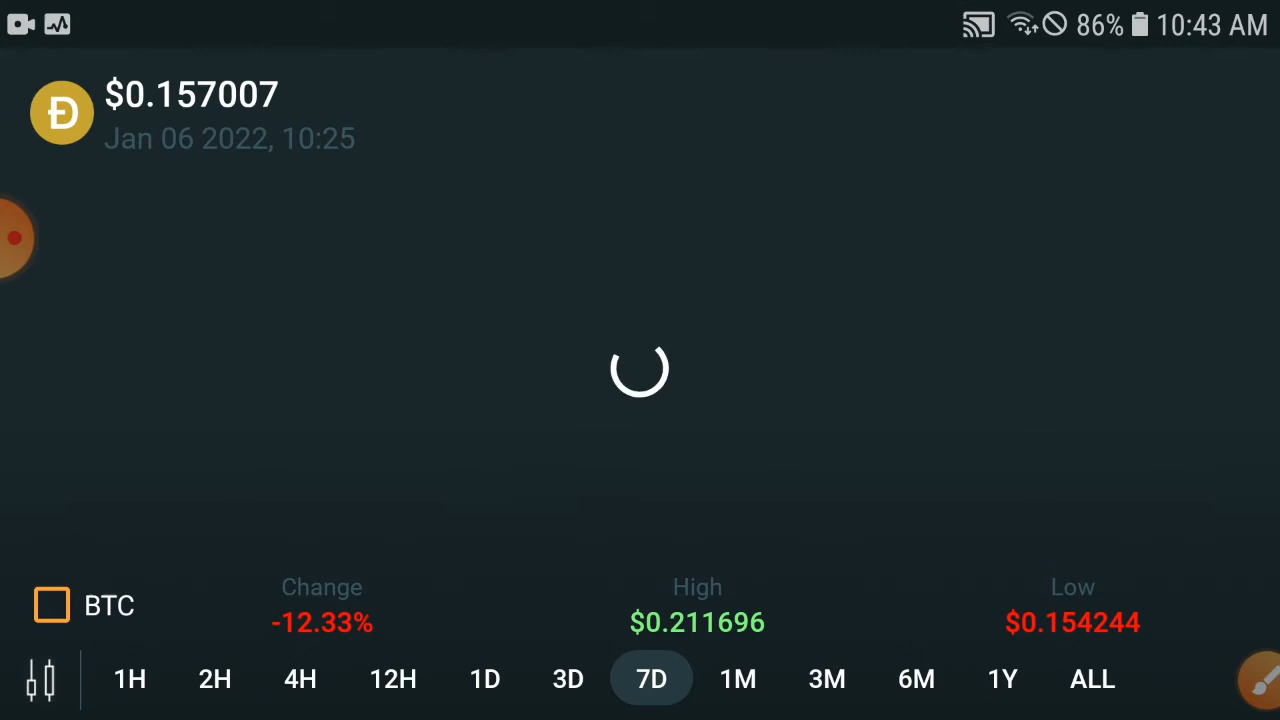 86% 10:43 AM
Ð
$0.157007
Jan 06 2022, 10:25
BTC
Change High Low
-12.33% $0.211696 $0.154244
1H 2H 4H 12H 1D 3D 7D 1M 3M 6M 1Y ALL